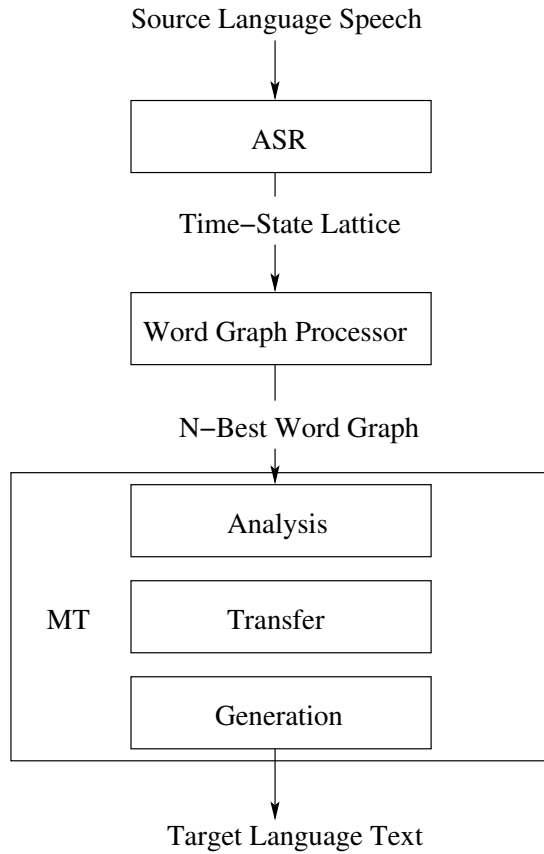 Source Language Speech
ASR
Time−State Lattice
Word Graph Processor
N−Best Word Graph
Analysis
MT
Transfer
Generation
Target Language Text